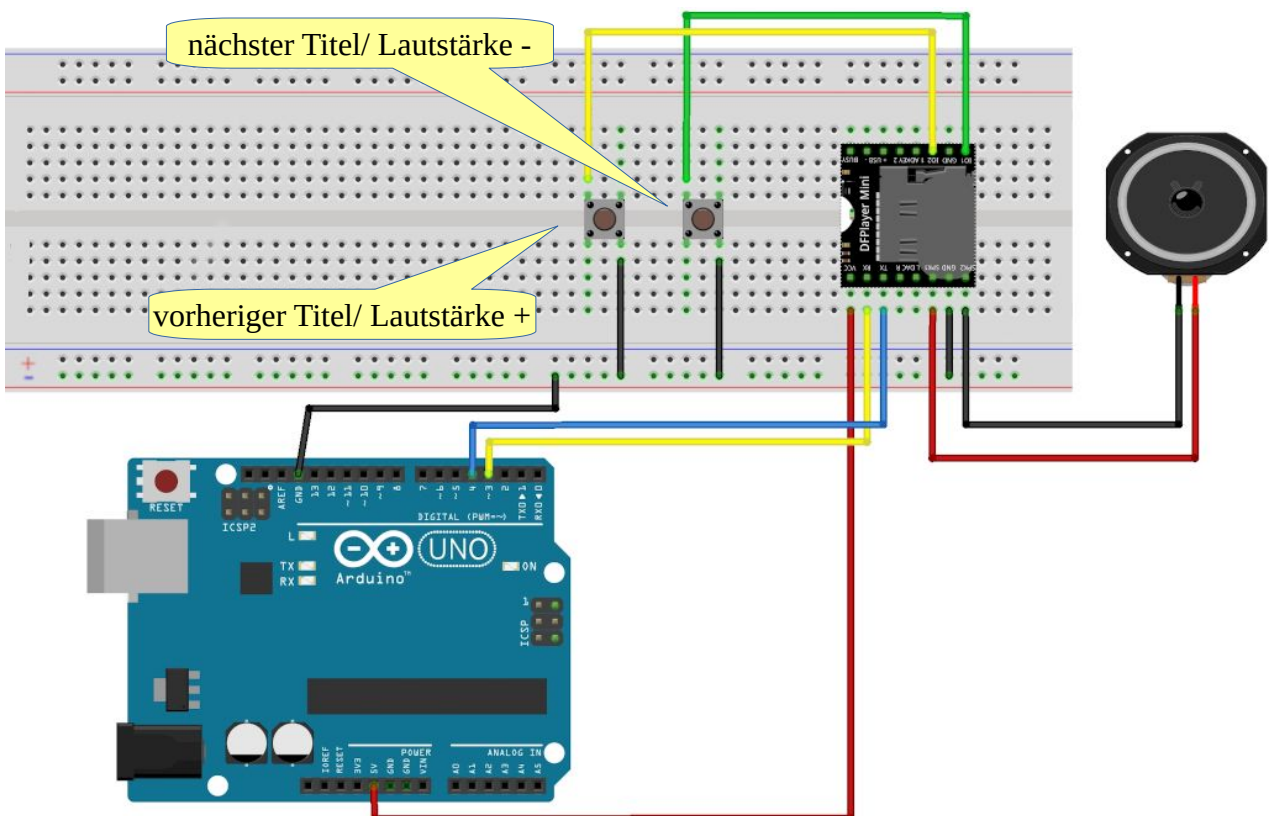 nächster Titel/ Lautstärke -
BUSY
USB -
USB +
ADKEY 2
ADKEY 1
IO2
GND
IO1
DFPlayer Mini
VCC
RX
TX
DAC R
DAC L
SPK1
GND
SPK2
vorheriger Titel/ Lautstärke +
+
-
RESET
ICSP2
AREF
GND
13
12
~11
~10
~9
8
7
~6
~5
4
~3
2
TX0▶1
RX0◀0
DIGITAL (PWM=~)
L
TX
RX
Arduino™
UNO
ON
1
ICSP
IOREF
RESET
3V3
5V
GND
GND
VIN
POWER
ANALOG IN
A0
A1
A2
A3
A4
A5